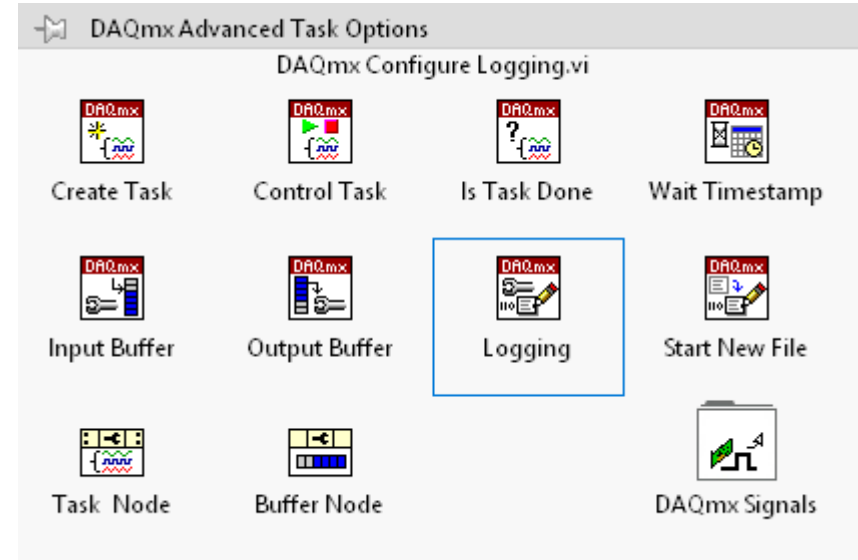 DAQmx Advanced Task Options
DAQmx Configure Logging.vi
DAQmx DAQmx DAQmx DAQmx
?
Create Task Control Task Is Task Done Wait Timestamp
DAQmx DAQmx DAQmx DAQmx
Input Buffer Output Buffer Logging Start New File
Task Node Buffer Node DAQmx Signals